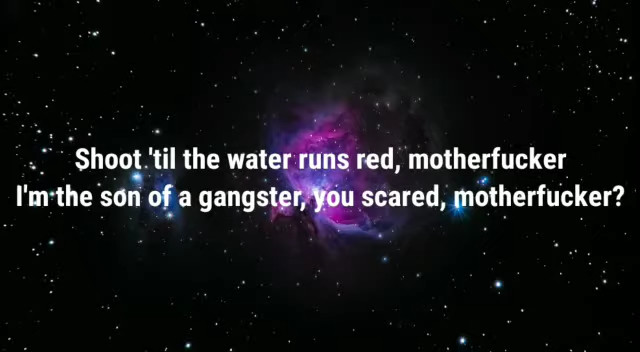 Shoot 'til the water runs red, motherfucker
I'm the son of a gangster, you scared, motherfucker?